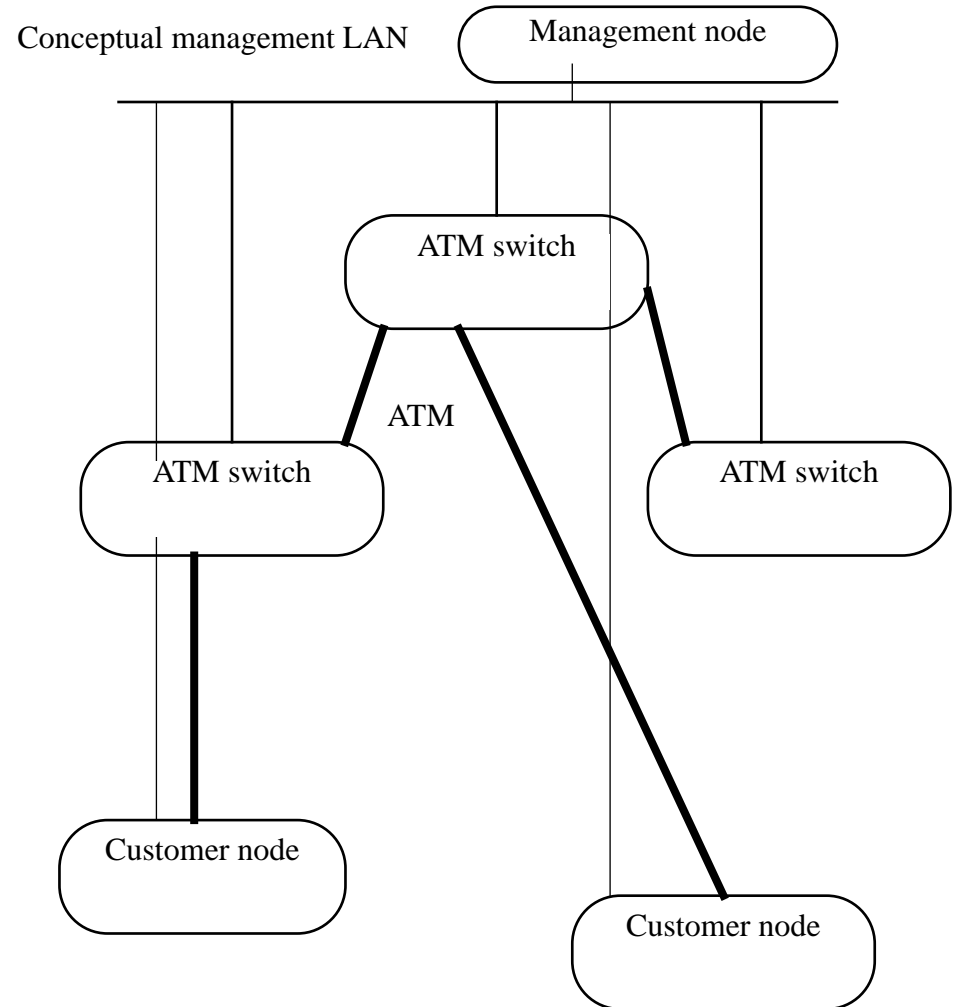 Conceptual management LAN
Management node
ATM switch
ATM
ATM switch
ATM switch
Customer node
Customer node